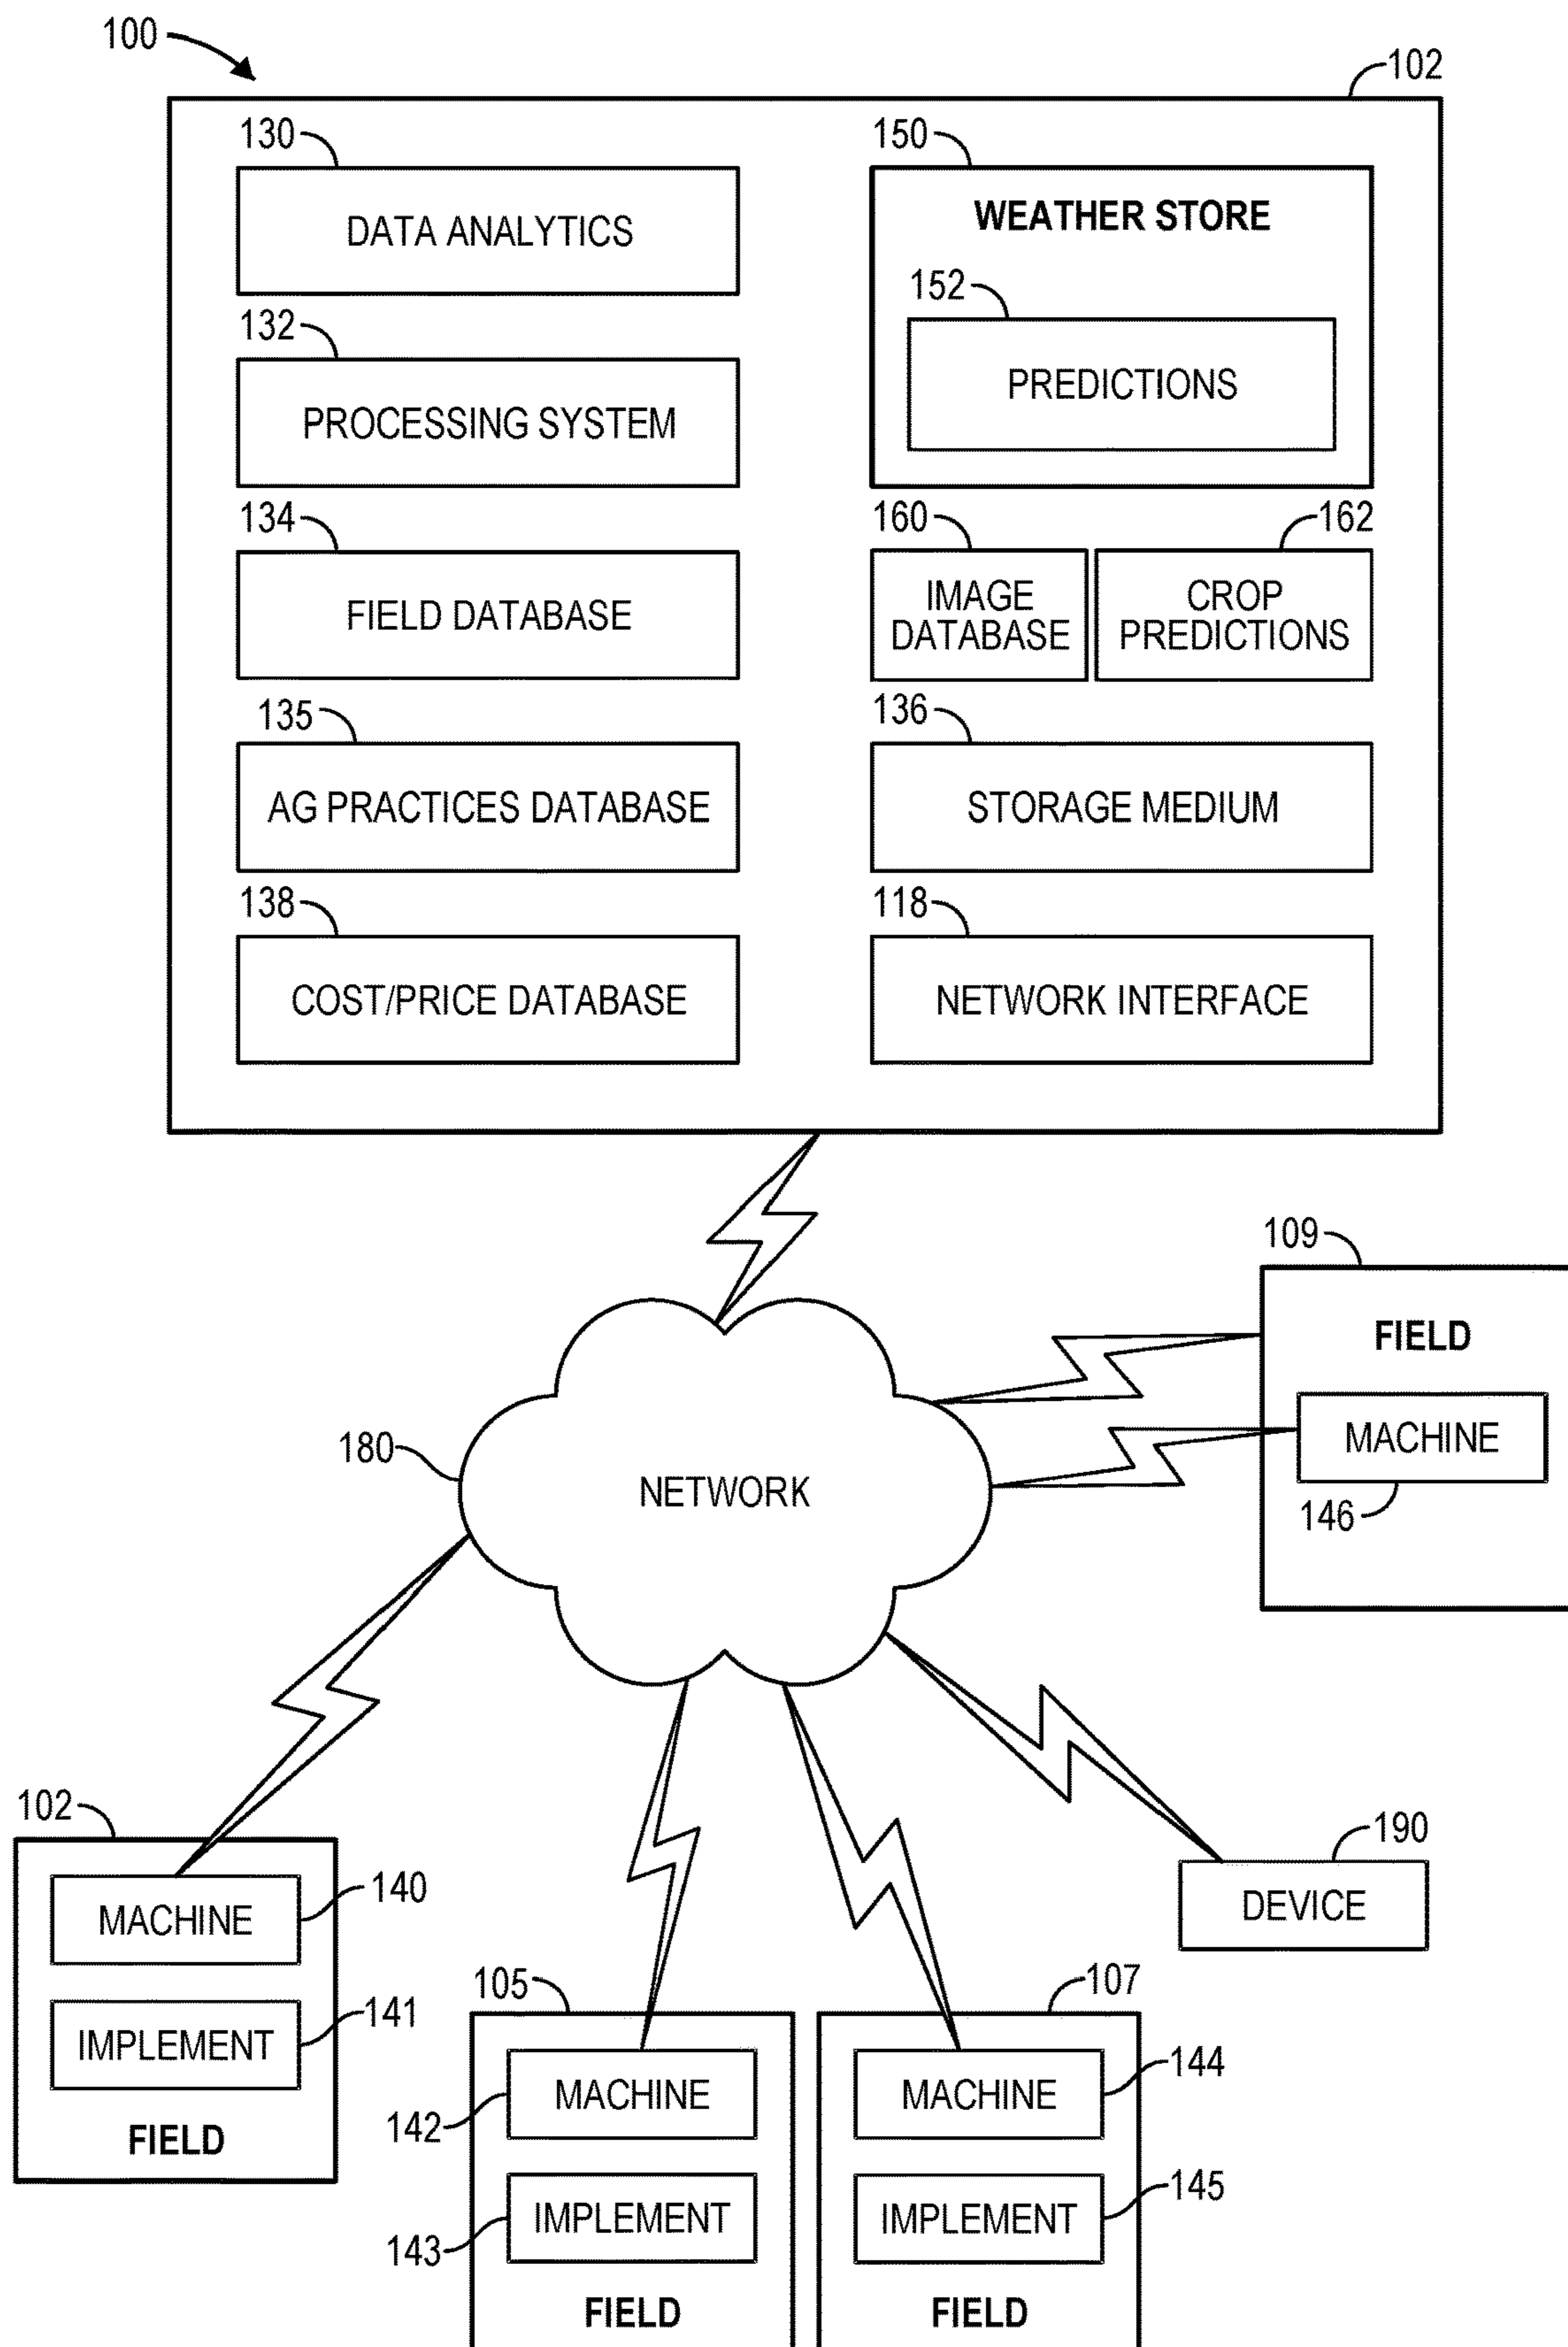 100
102
130
DATA ANALYTICS
150
WEATHER STORE
152
PREDICTIONS
132
PROCESSING SYSTEM
134
FIELD DATABASE
160
IMAGE
DATABASE
162
CROP
PREDICTIONS
135
AG PRACTICES DATABASE
136
STORAGE MEDIUM
138
COST/PRICE DATABASE
118
NETWORK INTERFACE
109
FIELD
MACHINE
146
180
NETWORK
102
MACHINE
140
IMPLEMENT
141
FIELD
190
DEVICE
105
MACHINE
142
IMPLEMENT
143
FIELD
107
MACHINE
144
IMPLEMENT
145
FIELD